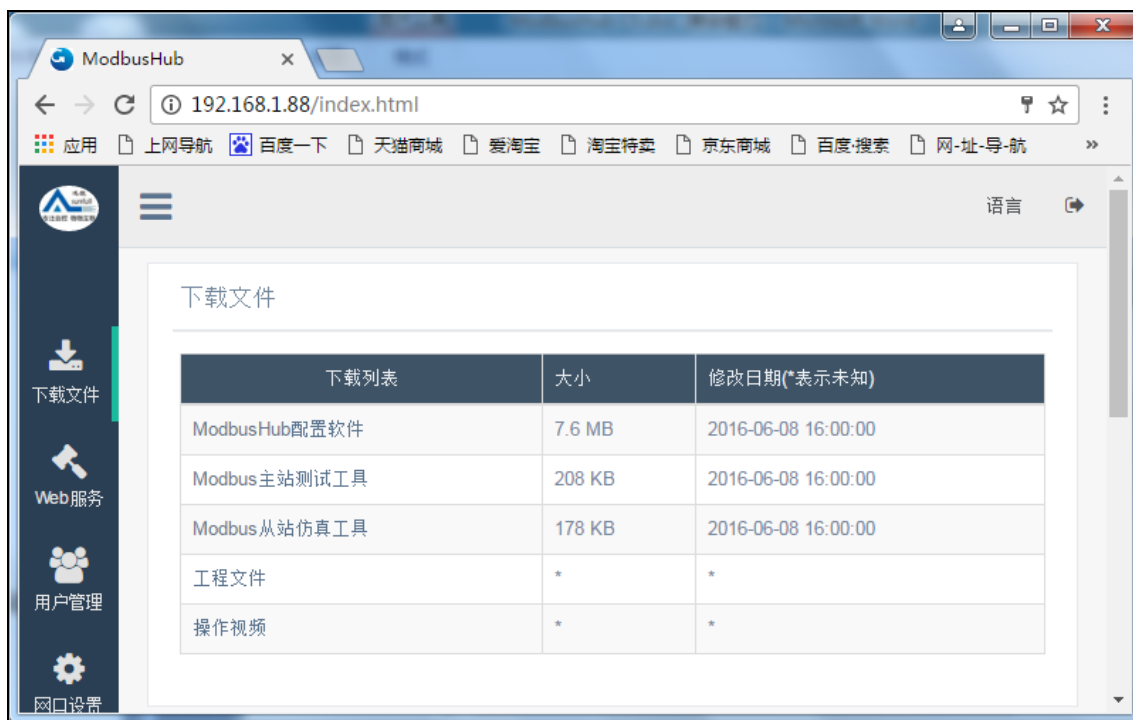 ModbusHub
192.168.1.88/index.html
应用 上网导航 百度一下 天猫商城 爱淘宝 淘宝特卖 京东商城 百度·搜索 网-址-导-航 »
语言
下载文件
下载列表 大小 修改日期(*表示未知)
ModbusHub配置软件 7.6 MB 2016-06-08 16:00:00
Modbus主站测试工具 208 KB 2016-06-08 16:00:00
Modbus从站仿真工具 178 KB 2016-06-08 16:00:00
工程文件 * *
操作视频 * *
下载文件
Web服务
用户管理
网口设置